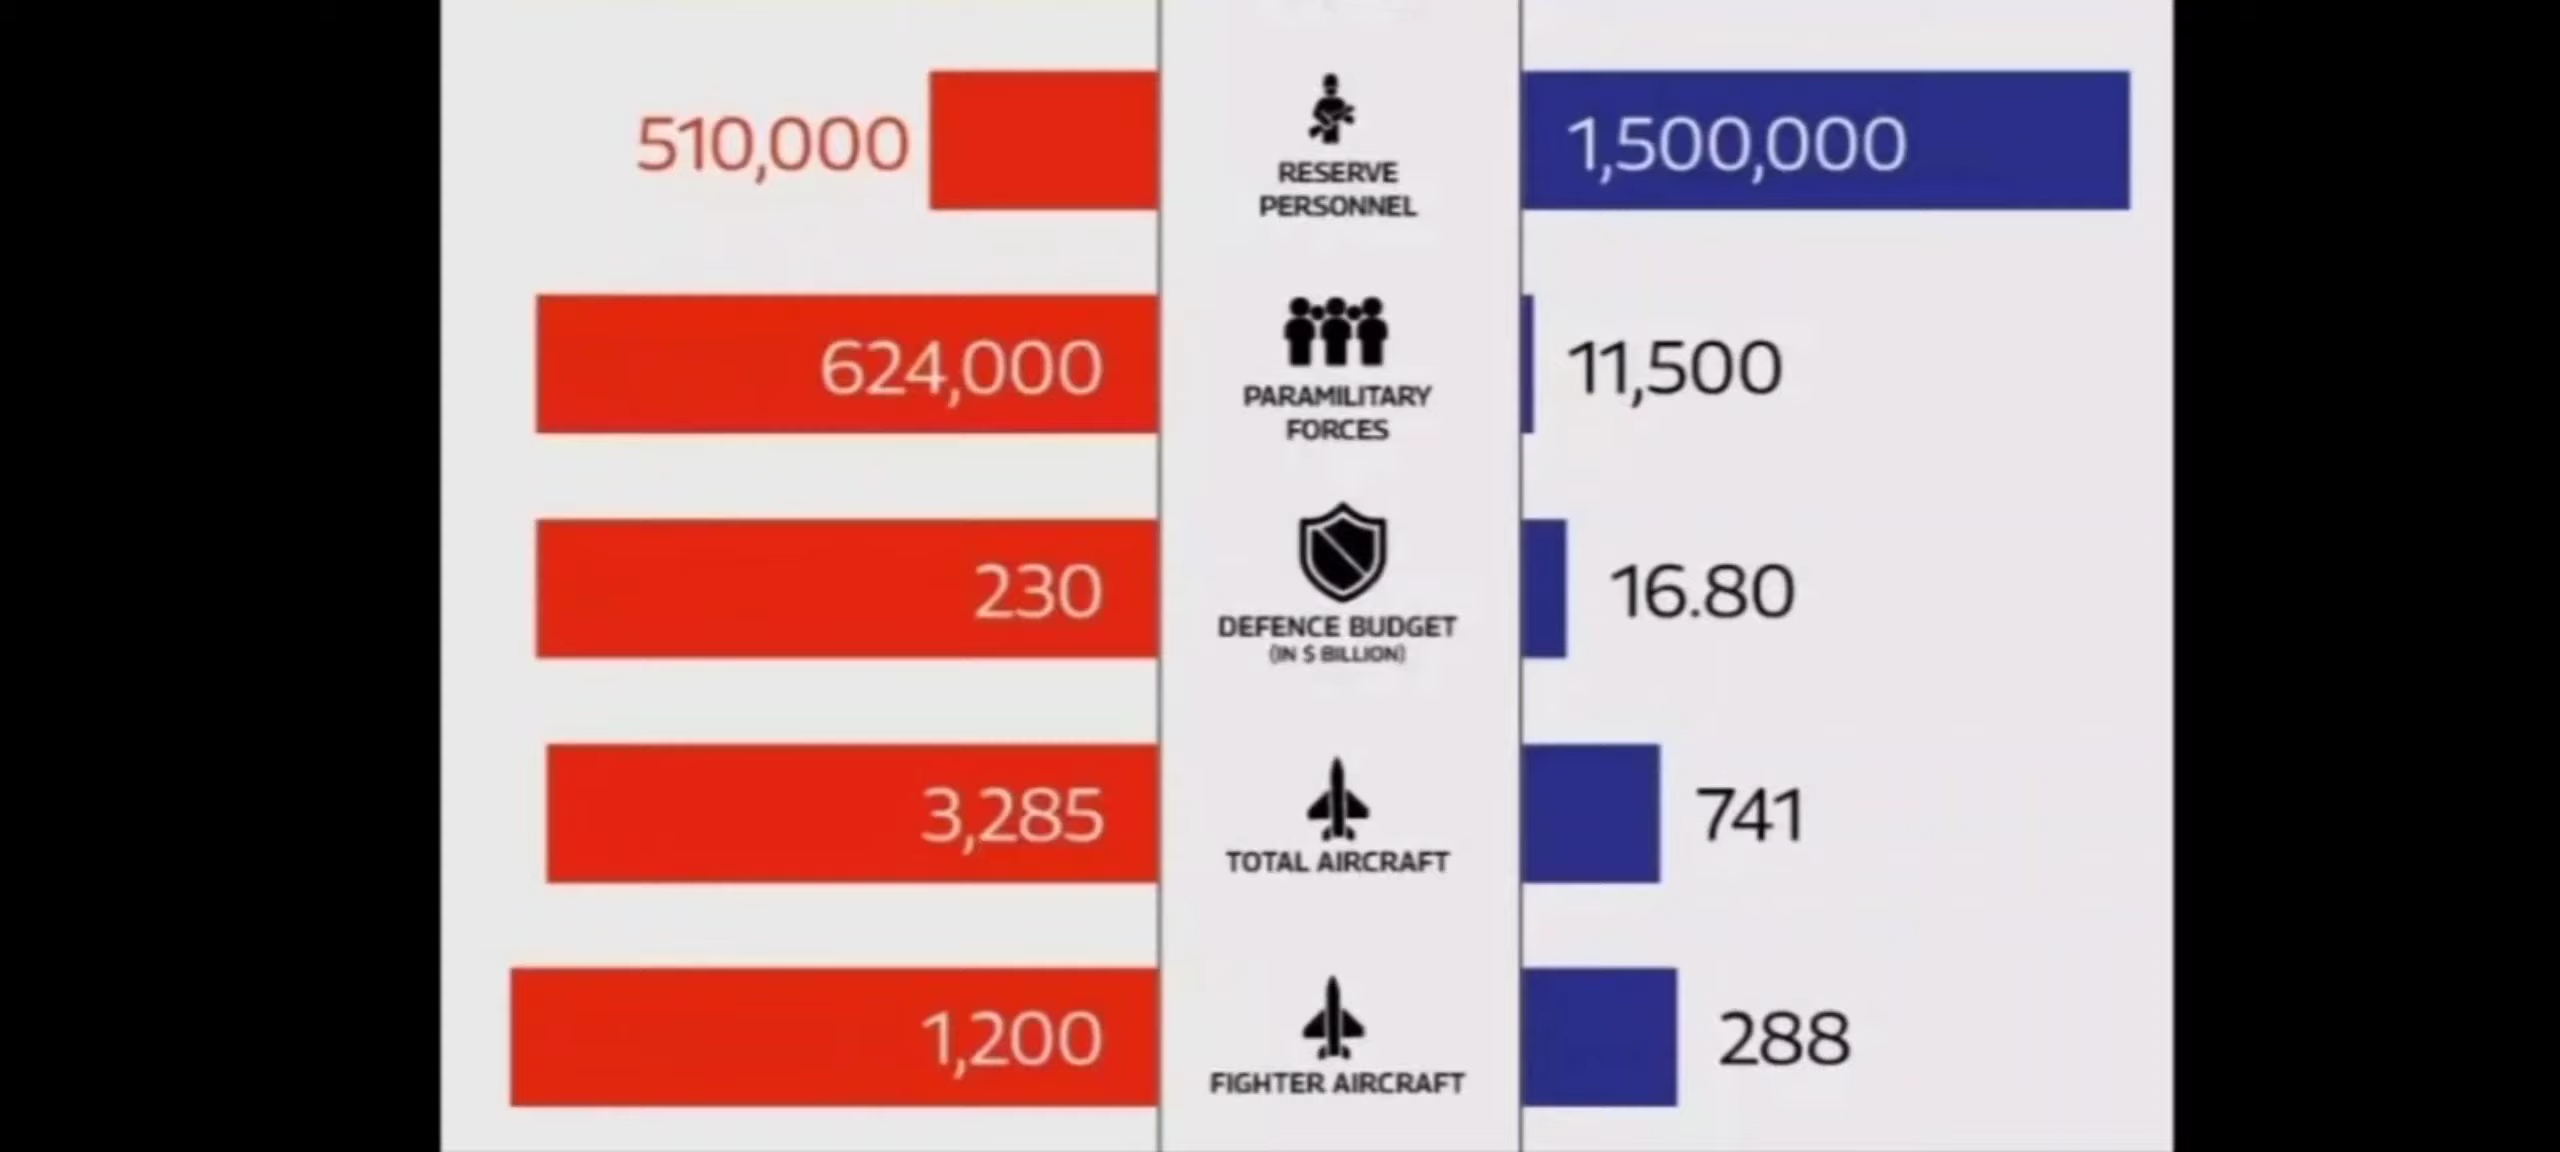 510,000
RESERVE
PERSONNEL
1,500,000
624,000
PARAMILITARY
FORCES
11,500
230
DEFENCE BUDGET
(IN $ BILLION)
16.80
3,285
TOTAL AIRCRAFT
741
1,200
FIGHTER AIRCRAFT
288